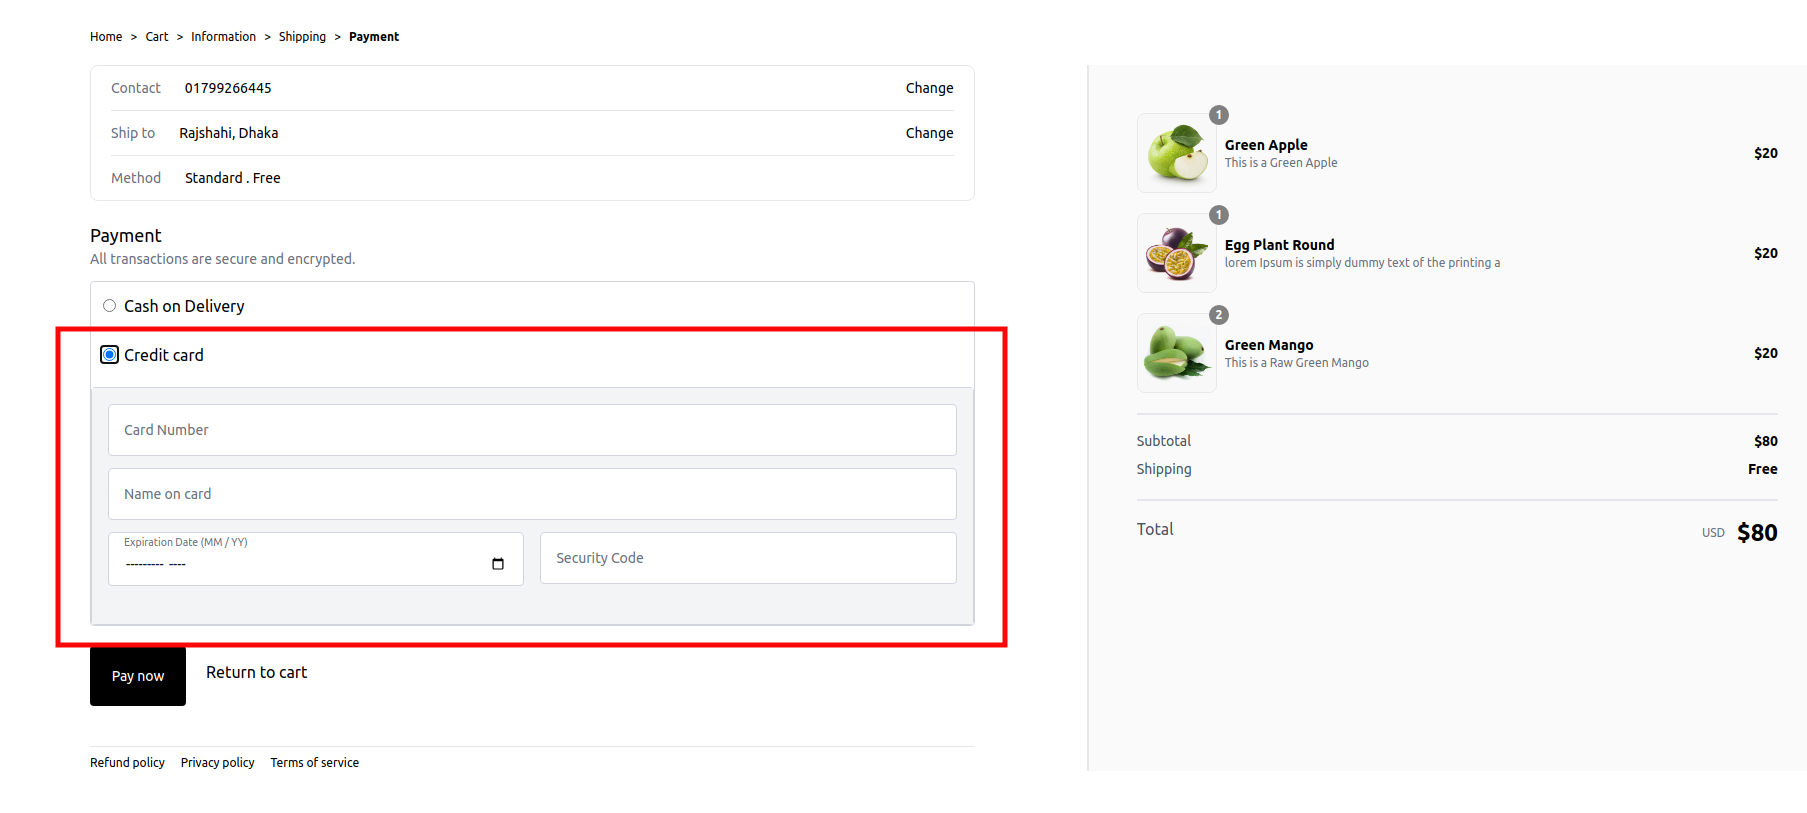 Home > Cart > Information > Shipping > Payment
Contact 01799266445 Change
Ship to Rajshahi, Dhaka Change
Method Standard . Free
Payment
All transactions are secure and encrypted.
Cash on Delivery
Credit card
Card Number
Name on card
Expiration Date (MM / YY)
--------- ----
Security Code
Pay now Return to cart
Refund policy Privacy policy Terms of service
1
Green Apple
This is a Green Apple
$20
1
Egg Plant Round
lorem Ipsum is simply dummy text of the printing a
$20
2
Green Mango
This is a Raw Green Mango
$20
Subtotal $80
Shipping Free
Total USD $80